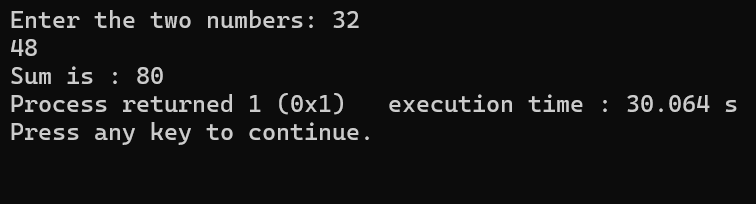 Enter the two numbers: 32
48
Sum is : 80
Process returned 1 (0x1)   execution time : 30.064 s
Press any key to continue.